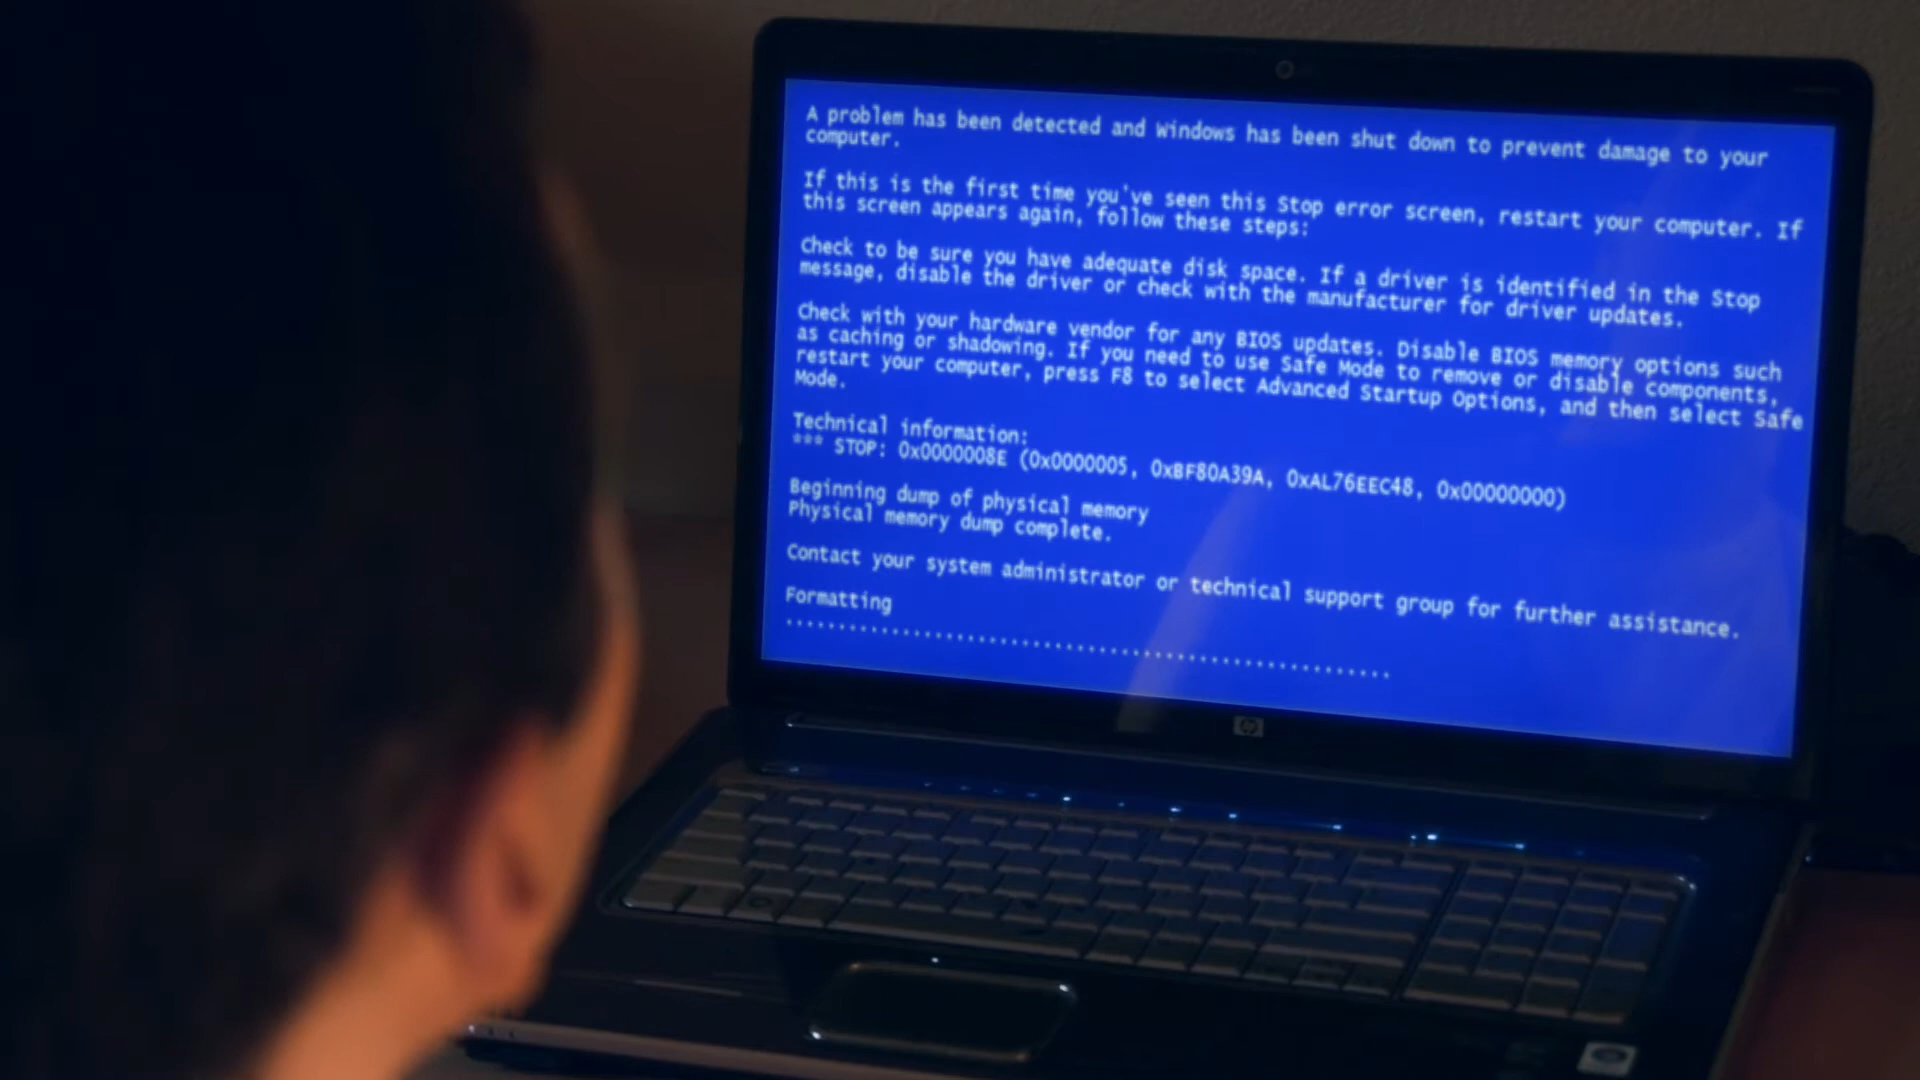 A problem has been detected and Windows has been shut down to prevent damage to your
computer.
If this is the first time you've seen this Stop error screen, restart your computer. If
this screen appears again, follow these steps:
Check to be sure you have adequate disk space. If a driver is identified in the Stop
message, disable the driver or check with the manufacturer for driver updates.
Check with your hardware vendor for any BIOS updates. Disable BIOS memory options such
as caching or shadowing. If you need to use Safe Mode to remove or disable components,
restart your computer, press F8 to select Advanced Startup Options, and then select Safe
Mode.
Technical information:
*** STOP: 0x0000008E (0x0000005, 0xBF80A39A, 0xAL76EEC48, 0x00000000)
Beginning dump of physical memory
Physical memory dump complete.
Contact your system administrator or technical support group for further assistance.
Formatting
.........................................................
hp